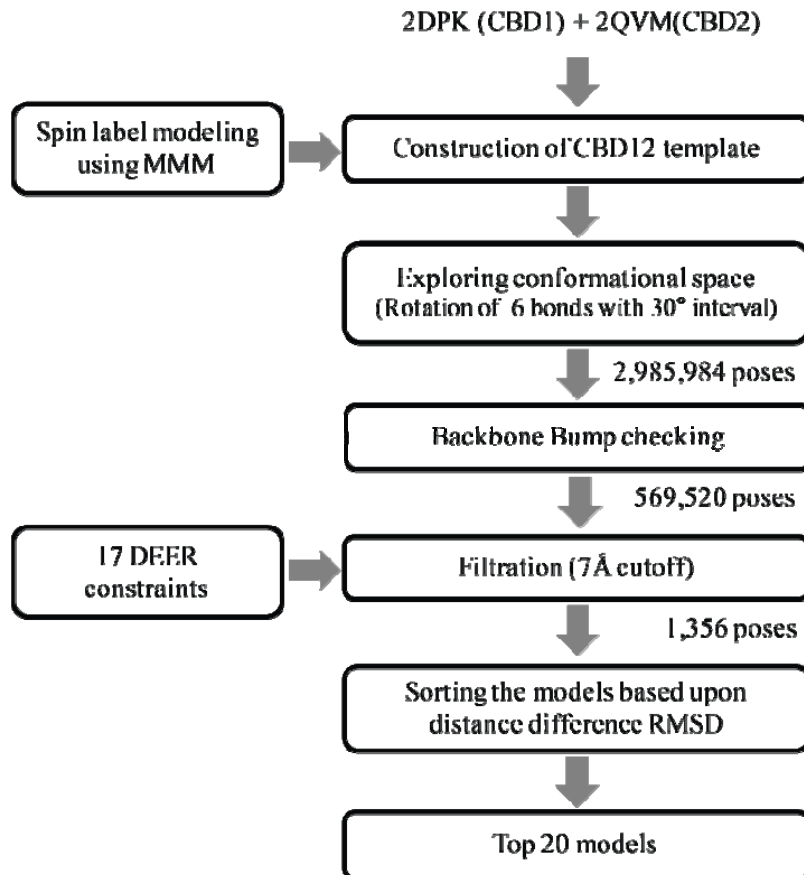 2DPK (CBD1) + 2QVM(CBD2)
Spin label modeling
using MMM
Construction of CBD12 template
Exploring conformational space
(Rotation of 6 bonds with 30° interval)
2,985,984 poses
Backbone Bump checking
569,520 poses
17 DEER
constraints
Filtration (7Å cutoff)
1,356 poses
Sorting the models based upon
distance difference RMSD
Top 20 models